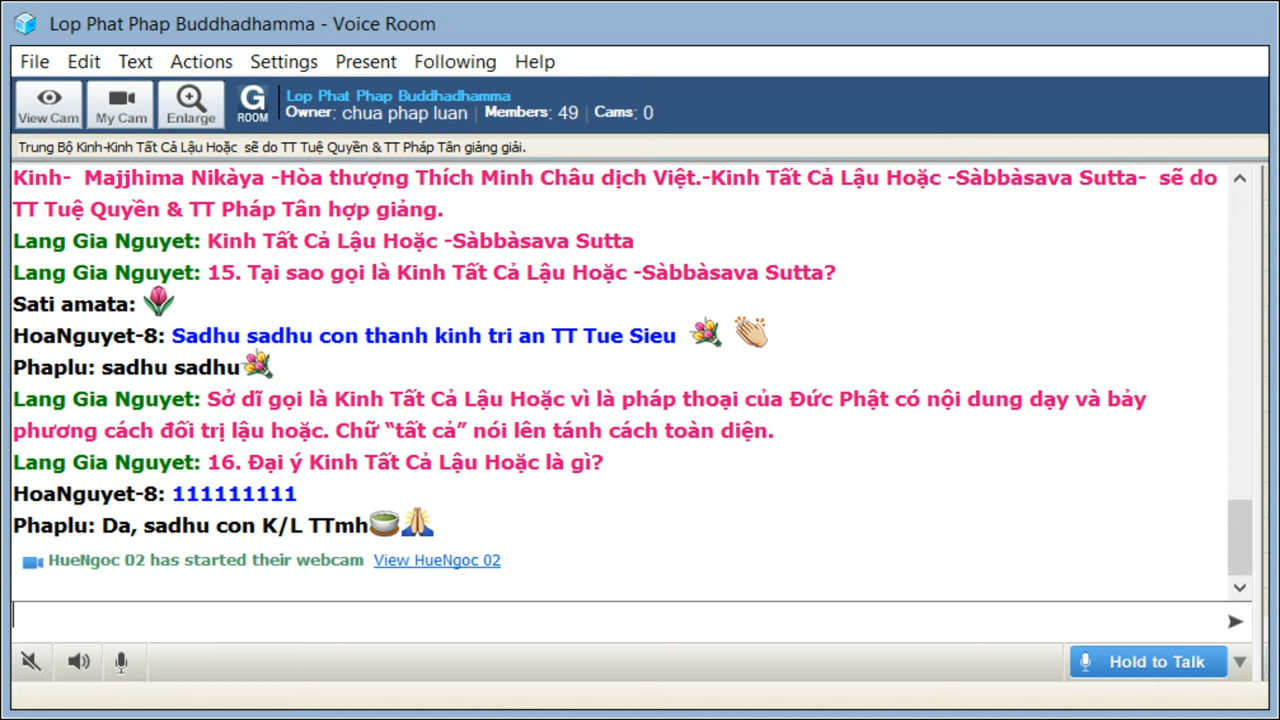 Lop Phat Phap Buddhadhamma - Voice Room
File Edit Text Actions Settings Present Following Help
View Cam My Cam Enlarge G ROOM
Lop Phat Phap Buddhadhamma
Owner: chua phap luan | Members: 49 | Cams: 0
Trung Bộ Kinh-Kinh Tất Cả Lậu Hoặc sẽ do TT Tuệ Quyền & TT Pháp Tân giảng giải.
Kinh- Majjhima Nikàya -Hòa thượng Thích Minh Châu dịch Việt.-Kinh Tất Cả Lậu Hoặc -Sàbbàsava Sutta- sẽ do
TT Tuệ Quyền & TT Pháp Tân hợp giảng.
Lang Gia Nguyet: Kinh Tất Cả Lậu Hoặc -Sàbbàsava Sutta
Lang Gia Nguyet: 15. Tại sao gọi là Kinh Tất Cả Lậu Hoặc -Sàbbàsava Sutta?
Sati amata:
HoaNguyet-8: Sadhu sadhu con thanh kinh tri an TT Tue Sieu
Phaplu: sadhu sadhu
Lang Gia Nguyet: Sở dĩ gọi là Kinh Tất Cả Lậu Hoặc vì là pháp thoại của Đức Phật có nội dung dạy và bảy
phương cách đối trị lậu hoặc. Chữ “tất cả” nói lên tánh cách toàn diện.
Lang Gia Nguyet: 16. Đại ý Kinh Tất Cả Lậu Hoặc là gì?
HoaNguyet-8: 111111111
Phaplu: Da, sadhu con K/L TTmh
HueNgoc 02 has started their webcam View HueNgoc 02
Hold to Talk